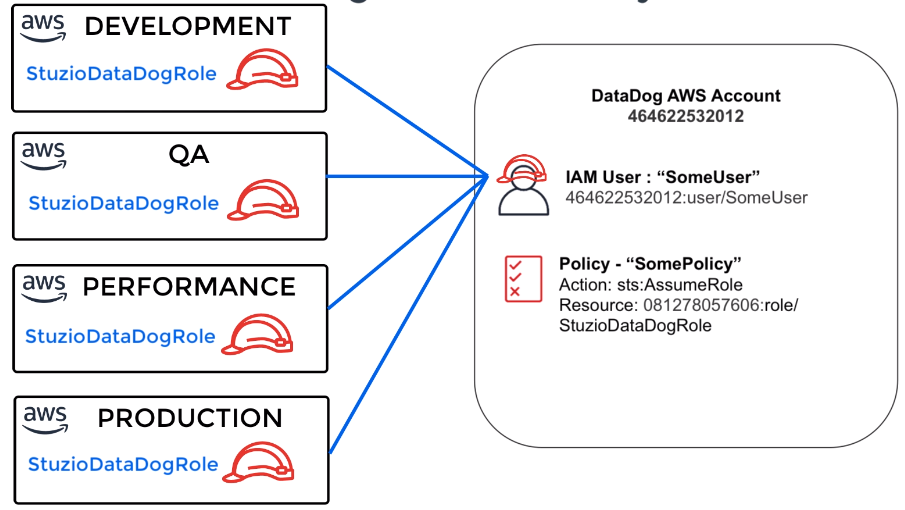 aws DEVELOPMENT
StuzioDataDogRole
aws QA
StuzioDataDogRole
aws PERFORMANCE
StuzioDataDogRole
aws PRODUCTION
StuzioDataDogRole
DataDog AWS Account
464622532012
IAM User : “SomeUser”
464622532012:user/SomeUser
Policy - “SomePolicy”
Action: sts:AssumeRole
Resource: 081278057606:role/
StuzioDataDogRole